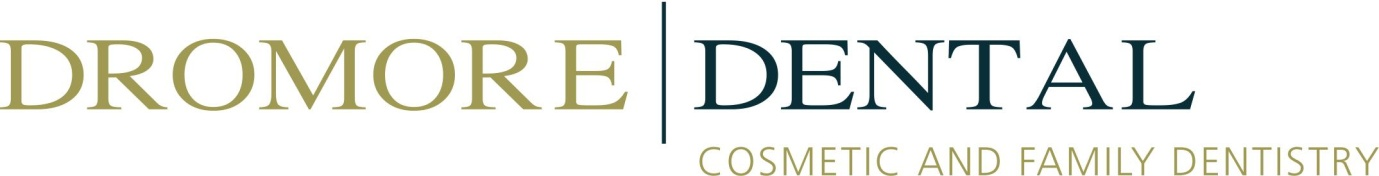 DROMORE DENTAL
COSMETIC AND FAMILY DENTISTRY